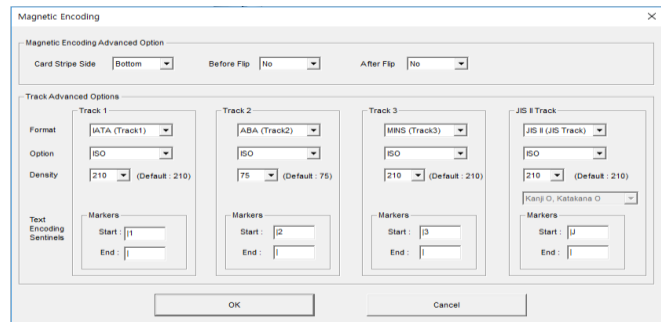 Magnetic Encoding
Magnetic Encoding Advanced Option
Card Stripe Side Bottom Before Flip No After Flip No
Track Advanced Options
Track 1 Track 2 Track 3 JIS II Track
Format IATA (Track1) ABA (Track2) MINS (Track3) JIS II (JIS Track)
Option ISO ISO ISO ISO
Density 210 (Default : 210) 75 (Default : 75) 210 (Default : 210) 210 (Default : 210)
Kanji O, Katakana O
Text Encoding Sentinels
Markers Markers Markers Markers
Start : |1 Start : |2 Start : |3 Start : |J
End : | End : | End : | End : |
OK Cancel